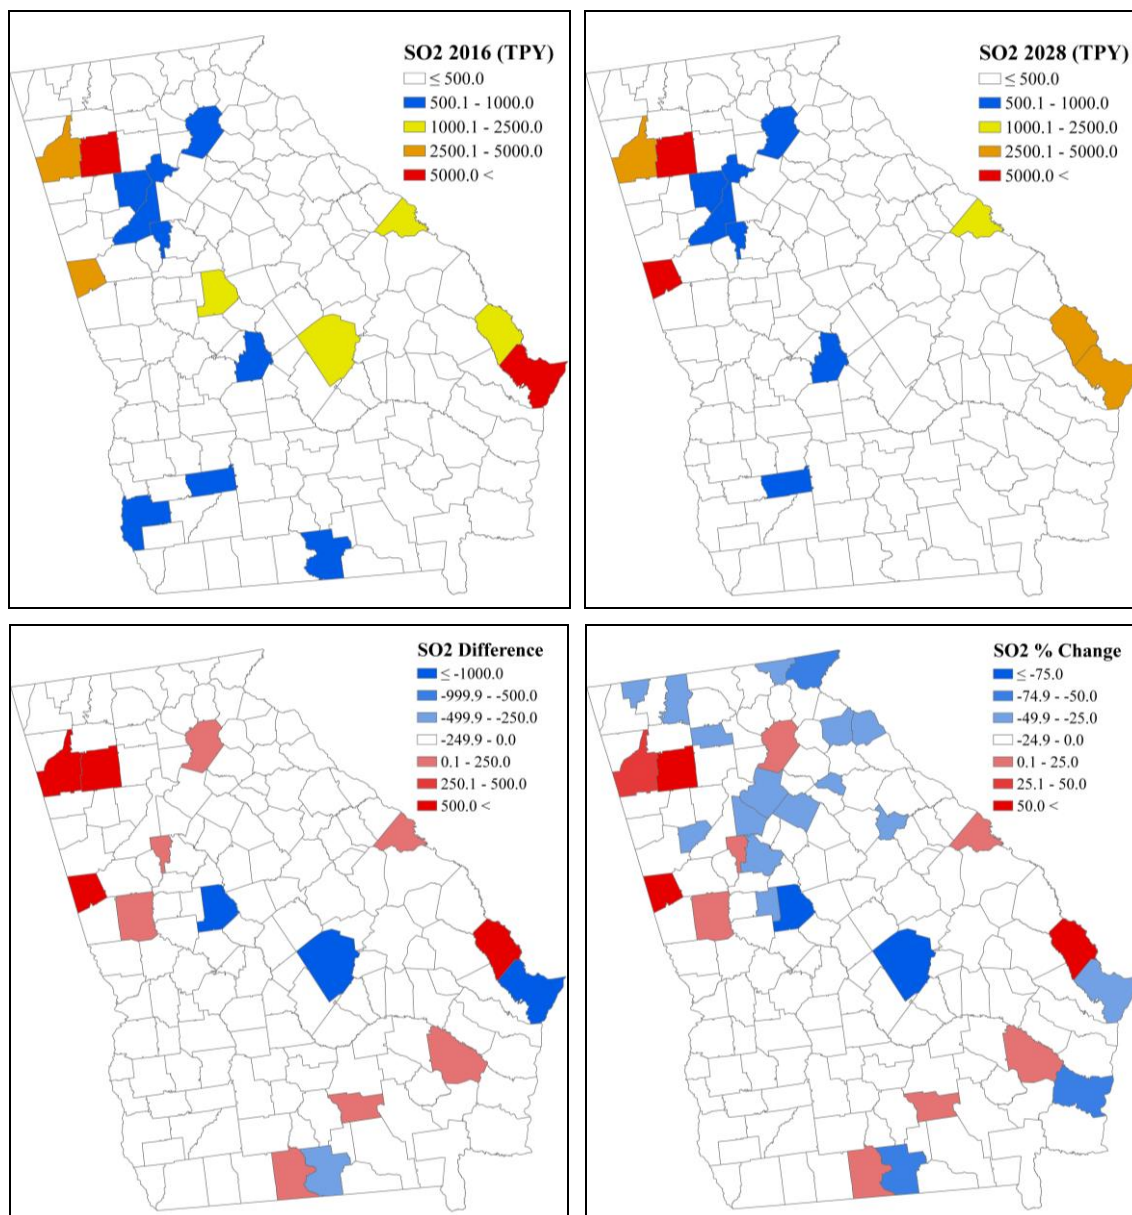 SO2 2016 (TPY)
≤ 500.0
500.1 - 1000.0
1000.1 - 2500.0
2500.1 - 5000.0
5000.0 <
SO2 2028 (TPY)
≤ 500.0
500.1 - 1000.0
1000.1 - 2500.0
2500.1 - 5000.0
5000.0 <
SO2 Difference
≤ -1000.0
-999.9 - -500.0
-499.9 - -250.0
-249.9 - 0.0
0.1 - 250.0
250.1 - 500.0
500.0 <
SO2 % Change
≤ -75.0
-74.9 - -50.0
-49.9 - -25.0
-24.9 - 0.0
0.1 - 25.0
25.1 - 50.0
50.0 <